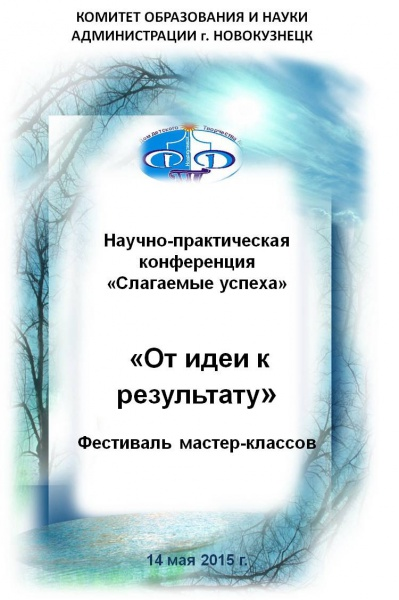 КОМИТЕТ ОБРАЗОВАНИЯ И НАУКИ
АДМИНИСТРАЦИИ г. НОВОКУЗНЕЦК
Дом детского Творчества
Научно-практическая
конференция
«Слагаемые успеха»
«От идеи к
результату»
Фестиваль мастер-классов
14 мая 2015 г.